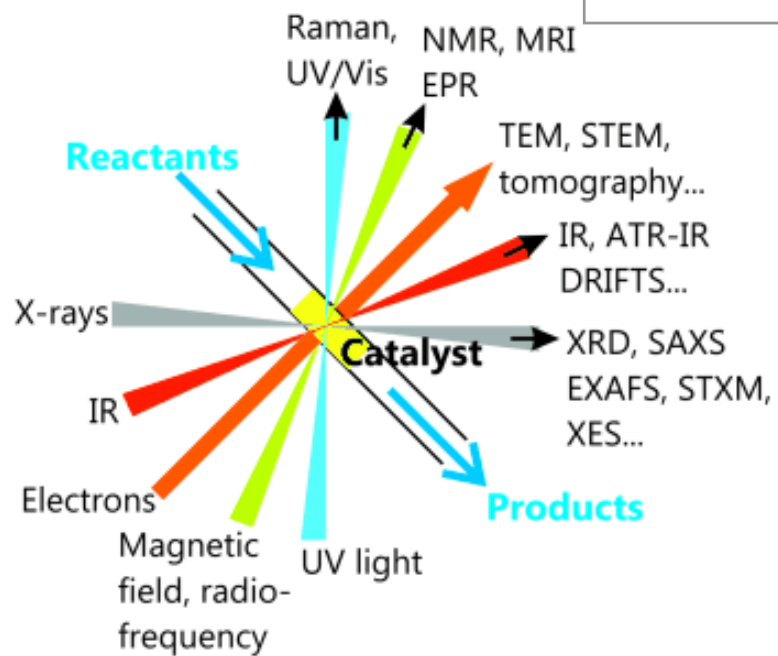 Raman,
UV/Vis
NMR, MRI
EPR
TEM, STEM,
tomography...
Reactants
IR, ATR-IR
DRIFTS...
X-rays
Catalyst
XRD, SAXS
EXAFS, STXM,
XES...
IR
Electrons
Products
Magnetic
field, radio-
frequency
UV light